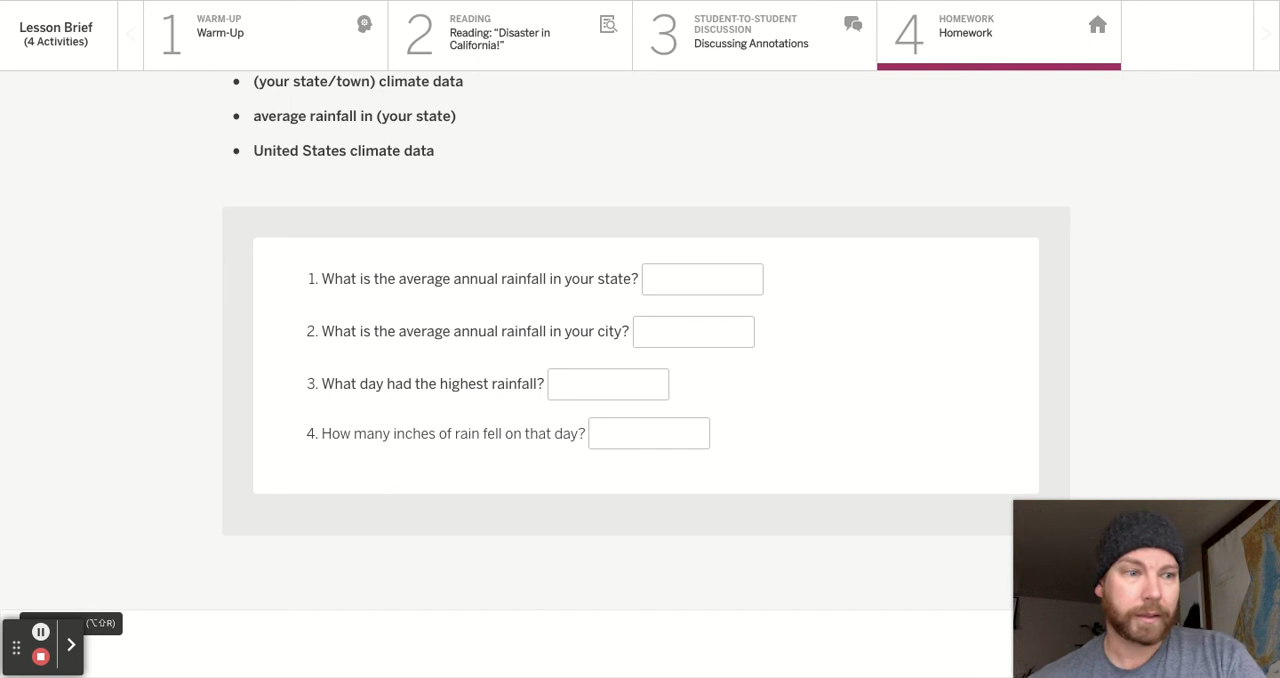 Lesson Brief
(4 Activities)
1
WARM-UP
Warm-Up
2
READING
Reading: "Disaster in
California!"
3
STUDENT-TO-STUDENT
DISCUSSION
Discussing Annotations
4
HOMEWORK
Homework
• (your state/town) climate data
• average rainfall in (your state)
• United States climate data
1. What is the average annual rainfall in your state?
2. What is the average annual rainfall in your city?
3. What day had the highest rainfall?
4. How many inches of rain fell on that day?
(⌥⇧R)